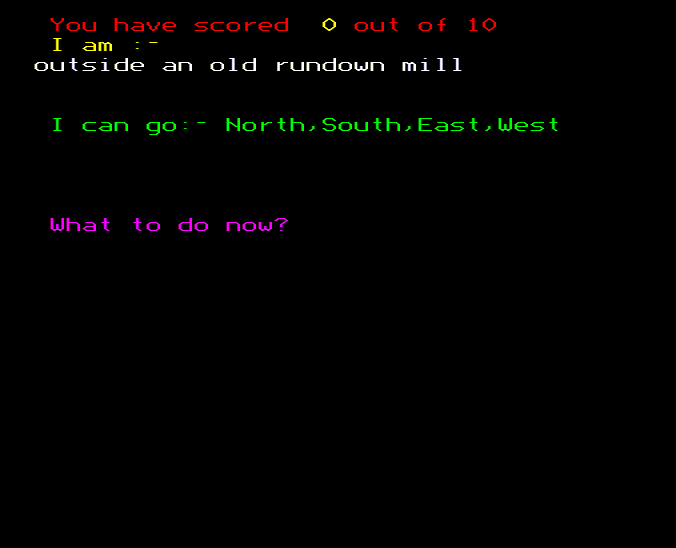 You have scored 0 out of 10
I am :-
outside an old rundown mill
I can go:- North,South,East,West
What to do now?